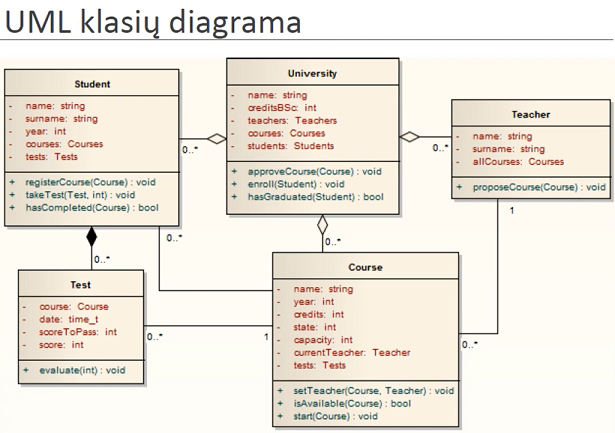 UML klasių diagrama
Student
- name: string
- surname: string
- year: int
- courses: Courses
- tests: Tests
+ registerCourse(Course) : void
+ takeTest(Test, int) : void
+ hasCompleted(Course) : bool
0..*
University
- name: string
- creditsBSc: int
- teachers: Teachers
- courses: Courses
- students: Students
+ approveCourse(Course) : void
+ enroll(Student) : void
+ hasGraduated(Student) : bool
0..*
Teacher
- name: string
- surname: string
- allCourses: Courses
+ proposeCourse(Course) : void
1
0..*
0..*
0..*
Test
- course: Course
- date: time_t
- scoreToPass: int
- score: int
+ evaluate(int) : void
0..*
1
Course
- name: string
- year: int
- credits: int
- state: int
- capacity: int
- currentTeacher: Teacher
- tests: Tests
+ setTeacher(Course, Teacher) : void
+ isAvailable(Course) : bool
+ start(Course) : void
0..*